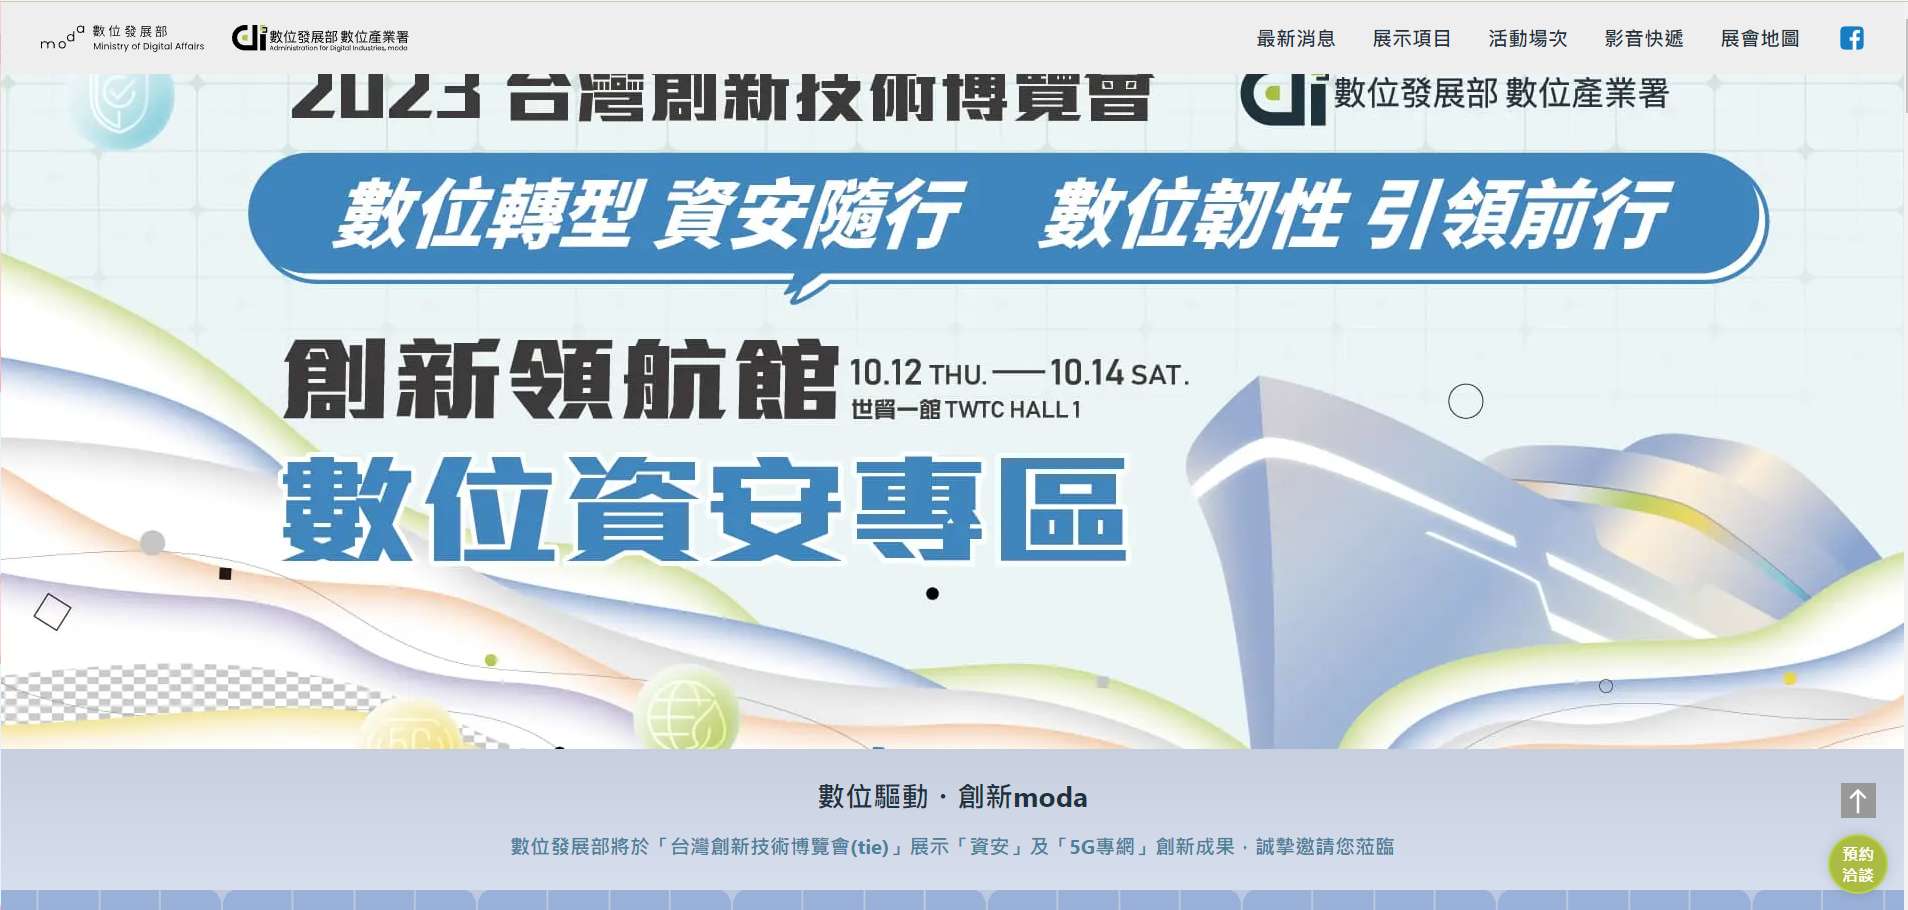 moda 數位發展部
Ministry of Digital Affairs
數位發展部 數位產業署
Administration for Digital Industries, moda
最新消息 展示項目 活動場次 影音快遞 展會地圖
2023 台灣創新技術博覽會
數位發展部 數位產業署
數位轉型 資安隨行 數位韌性 引領前行
創新領航館
10.12 THU. — 10.14 SAT.
世貿一館 TWTC HALL 1
數位資安專區
5G
數位驅動．創新moda
數位發展部將於「台灣創新技術博覽會(tie)」展示「資安」及「5G專網」創新成果，誠摯邀請您蒞臨
預約
洽談